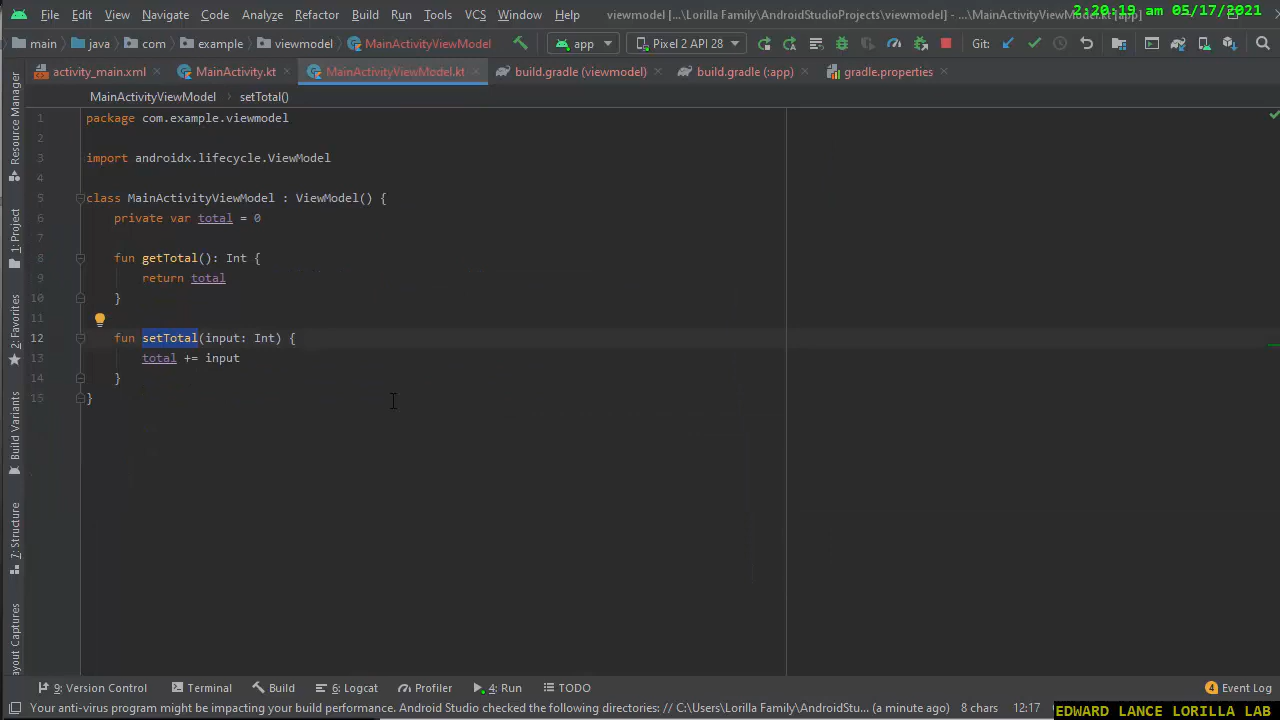 File Edit View Navigate Code Analyze Refactor Build Run Tools VCS Window Help viewmodel [...\Lorilla Family\AndroidStudioProjects\viewmodel] - ...\MainActivityViewModel.kt [app]
2:20:19 am 05/17/2021
main java com example viewmodel MainActivityViewModel app Pixel 2 API 28 Git:
activity_main.xml MainActivity.kt MainActivityViewModel.kt build.gradle (viewmodel) build.gradle (:app) gradle.properties
MainActivityViewModel setTotal()
1 package com.example.viewmodel
2
3 import androidx.lifecycle.ViewModel
4
5 class MainActivityViewModel : ViewModel() {
6 private var total = 0
7
8 fun getTotal(): Int {
9 return total
10 }
11
12 fun setTotal(input: Int) {
13 total += input
14 }
15 }
Resource Manager
1: Project
2: Favorites
Build Variants
7: Structure
ayout Captures
9: Version Control Terminal Build 6: Logcat Profiler 4: Run TODO 4 Event Log
Your anti-virus program might be impacting your build performance. Android Studio checked the following directories: // C:\Users\Lorilla Family\AndroidStu... (a minute ago) 8 chars 12:17
EDWARD LANCE LORILLA LAB